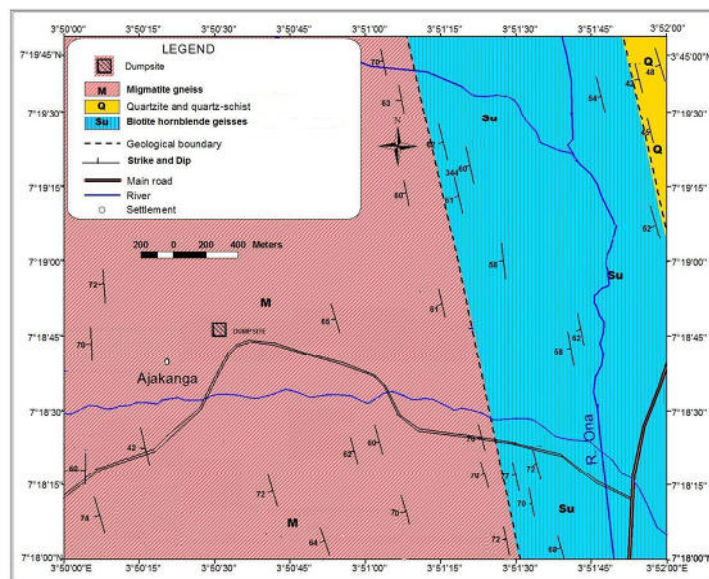 3°50'00"E 3°50'15" 3°50'30" 3°50'45" 3°51'00" 3°51'15" 3°51'30" 3°51'45" 3°52'00"
7°19'45"N
7°19'30"
7°19'15"
7°19'00"
7°18'45"
7°18'30"
7°18'15"
7°18'00"N
3°45'00"N
7°19'30"
7°19'15"
7°19'00"
7°18'45"
7°18'30"
7°18'15"
7°18'00"
LEGEND
Dumpsite
M Migmatite gneiss
Q Quartzite and quartz-schist
Su Biotite hornblende geisses
Geological boundary
Strike and Dip
Main road
River
Settlement
N
200 0 200 400 Meters
70
63
60
54
Su
Q
48
43
45
Q
62
344
60
61
52
58
Su
72
M
66
61
62
58
70
DUMPSITE
Ajakanga
R. Ona
42
60
62
60
72
70
74
M
64
72
70
Su
68
3°50'00"E 3°50'15" 3°50'30" 3°50'45" 3°51'00" 3°51'15" 3°51'30" 3°51'45" 3°52'00"